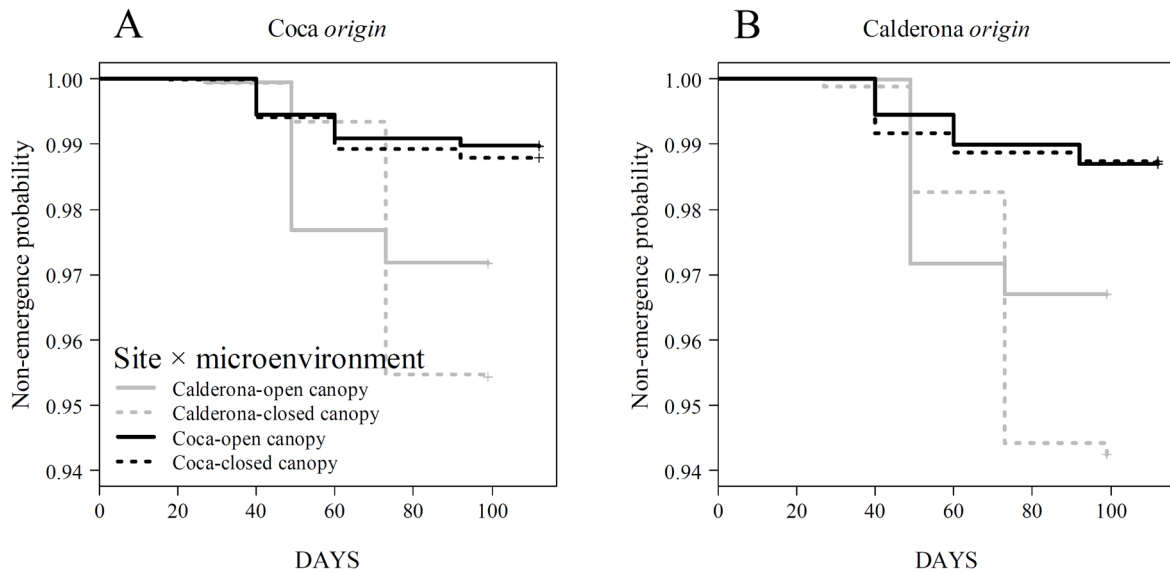 A
Coca origin
Non-emergence probability
1.00
0.99
0.98
0.97
0.96
0.95
0.94
Site × microenvironment
Calderona-open canopy
Calderona-closed canopy
Coca-open canopy
Coca-closed canopy
0 20 40 60 80 100
DAYS
B
Calderona origin
Non-emergence probability
1.00
0.99
0.98
0.97
0.96
0.95
0.94
0 20 40 60 80 100
DAYS